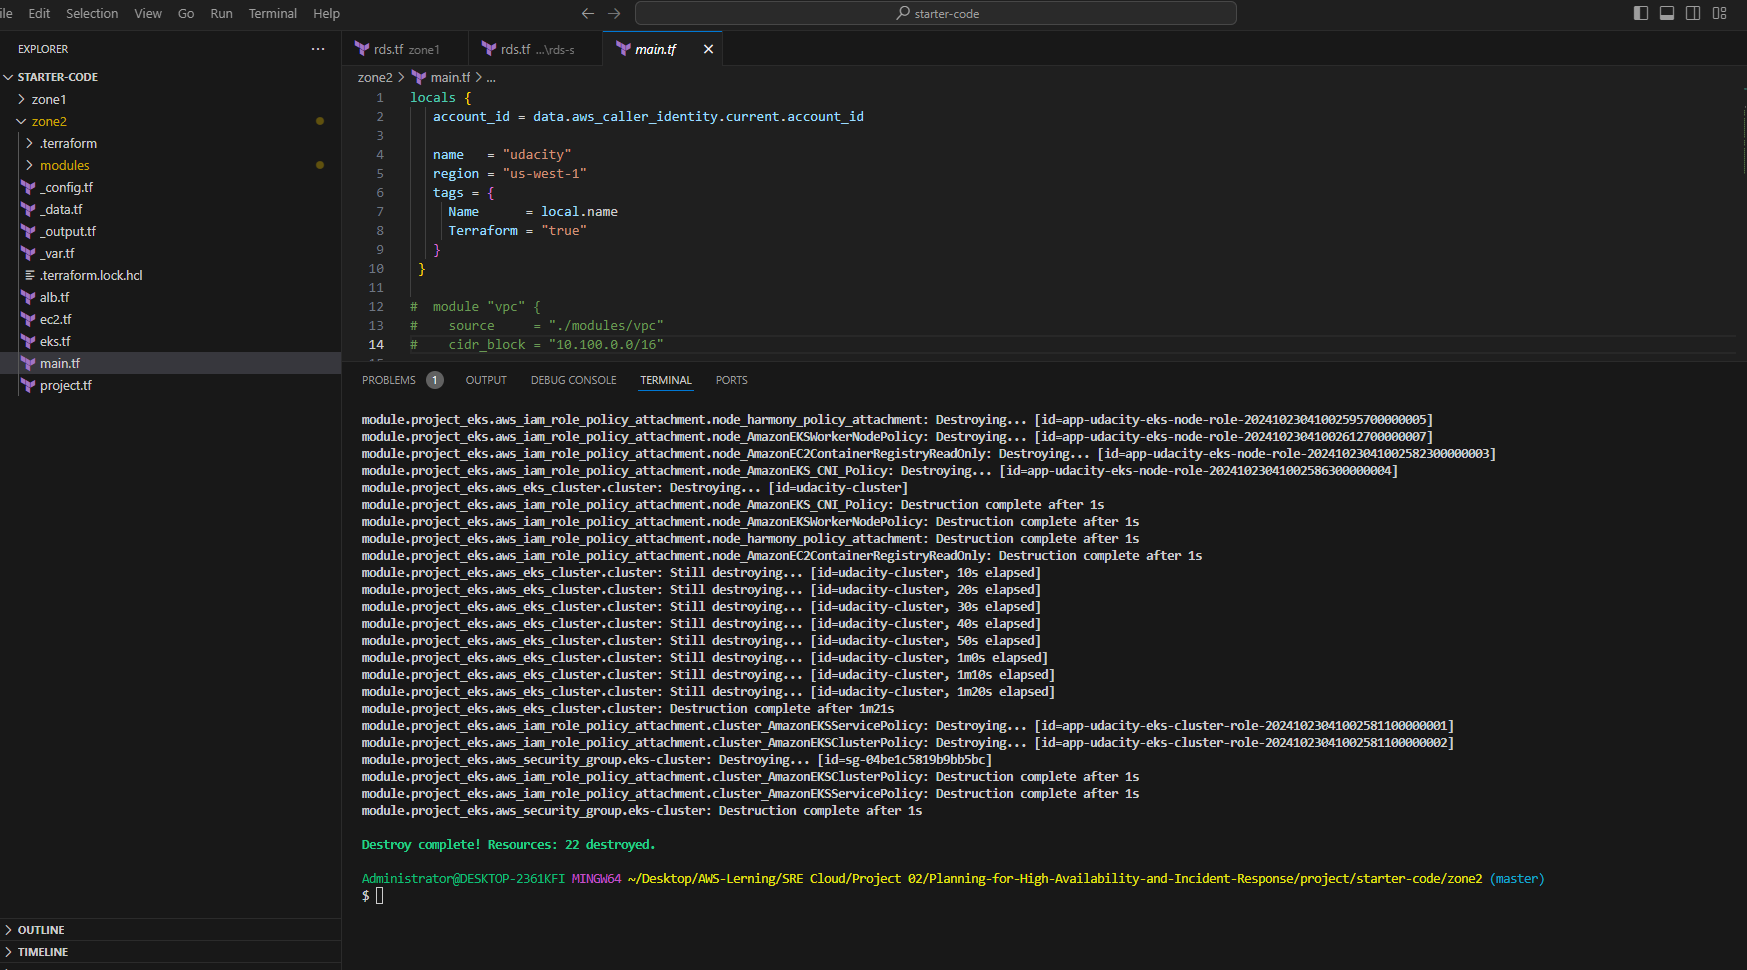 ile Edit Selection View Go Run Terminal Help
starter-code
EXPLORER
STARTER-CODE
zone1
zone2
.terraform
modules
_config.tf
_data.tf
_output.tf
_var.tf
.terraform.lock.hcl
alb.tf
ec2.tf
eks.tf
main.tf
project.tf
OUTLINE
TIMELINE
rds.tf zone1
rds.tf ...\rds-s
main.tf
zone2 > main.tf > ...
1 locals {
2 account_id = data.aws_caller_identity.current.account_id
3
4 name = "udacity"
5 region = "us-west-1"
6 tags = {
7 Name = local.name
8 Terraform = "true"
9 }
10 }
11
12 # module "vpc" {
13 # source = "./modules/vpc"
14 # cidr_block = "10.100.0.0/16"
PROBLEMS 1 OUTPUT DEBUG CONSOLE TERMINAL PORTS
module.project_eks.aws_iam_role_policy_attachment.node_harmony_policy_attachment: Destroying... [id=app-udacity-eks-node-role-20241023041002595700000005]
module.project_eks.aws_iam_role_policy_attachment.node_AmazonEKSWorkerNodePolicy: Destroying... [id=app-udacity-eks-node-role-20241023041002612700000007]
module.project_eks.aws_iam_role_policy_attachment.node_AmazonEC2ContainerRegistryReadOnly: Destroying... [id=app-udacity-eks-node-role-20241023041002582300000003]
module.project_eks.aws_iam_role_policy_attachment.node_AmazonEKS_CNI_Policy: Destroying... [id=app-udacity-eks-node-role-20241023041002586300000004]
module.project_eks.aws_eks_cluster.cluster: Destroying... [id=udacity-cluster]
module.project_eks.aws_iam_role_policy_attachment.node_AmazonEKS_CNI_Policy: Destruction complete after 1s
module.project_eks.aws_iam_role_policy_attachment.node_AmazonEKSWorkerNodePolicy: Destruction complete after 1s
module.project_eks.aws_iam_role_policy_attachment.node_harmony_policy_attachment: Destruction complete after 1s
module.project_eks.aws_iam_role_policy_attachment.node_AmazonEC2ContainerRegistryReadOnly: Destruction complete after 1s
module.project_eks.aws_eks_cluster.cluster: Still destroying... [id=udacity-cluster, 10s elapsed]
module.project_eks.aws_eks_cluster.cluster: Still destroying... [id=udacity-cluster, 20s elapsed]
module.project_eks.aws_eks_cluster.cluster: Still destroying... [id=udacity-cluster, 30s elapsed]
module.project_eks.aws_eks_cluster.cluster: Still destroying... [id=udacity-cluster, 40s elapsed]
module.project_eks.aws_eks_cluster.cluster: Still destroying... [id=udacity-cluster, 50s elapsed]
module.project_eks.aws_eks_cluster.cluster: Still destroying... [id=udacity-cluster, 1m0s elapsed]
module.project_eks.aws_eks_cluster.cluster: Still destroying... [id=udacity-cluster, 1m10s elapsed]
module.project_eks.aws_eks_cluster.cluster: Still destroying... [id=udacity-cluster, 1m20s elapsed]
module.project_eks.aws_eks_cluster.cluster: Destruction complete after 1m21s
module.project_eks.aws_iam_role_policy_attachment.cluster_AmazonEKSServicePolicy: Destroying... [id=app-udacity-eks-cluster-role-20241023041002581100000001]
module.project_eks.aws_iam_role_policy_attachment.cluster_AmazonEKSClusterPolicy: Destroying... [id=app-udacity-eks-cluster-role-20241023041002581100000002]
module.project_eks.aws_security_group.eks-cluster: Destroying... [id=sg-04be1c5819b9bb5bc]
module.project_eks.aws_iam_role_policy_attachment.cluster_AmazonEKSClusterPolicy: Destruction complete after 1s
module.project_eks.aws_iam_role_policy_attachment.cluster_AmazonEKSServicePolicy: Destruction complete after 1s
module.project_eks.aws_security_group.eks-cluster: Destruction complete after 1s
Destroy complete! Resources: 22 destroyed.
Administrator@DESKTOP-2361KFI MINGW64 ~/Desktop/AWS-Lerning/SRE Cloud/Project 02/Planning-for-High-Availability-and-Incident-Response/project/starter-code/zone2 (master)
$